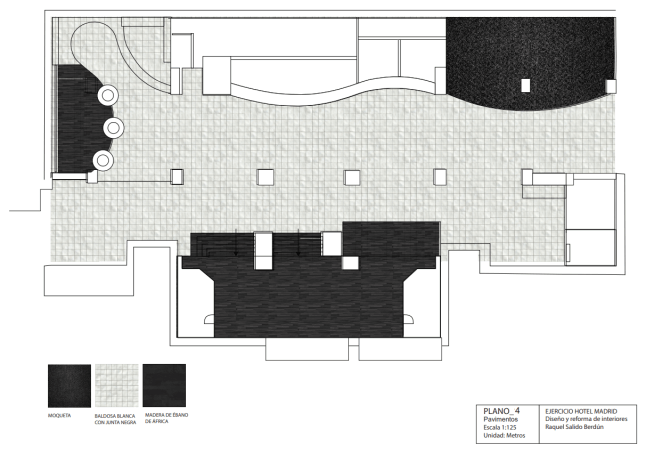 MOQUETA
BALDOSA BLANCA
CON JUNTA NEGRA
MADERA DE ÉBANO
DE AFRICA
PLANO_4
Pavimentos
Escala 1:125
Unidad: Metros
EJERCICIO HOTEL MADRID
Diseño y reforma de interiores
Raquel Salido Berdún